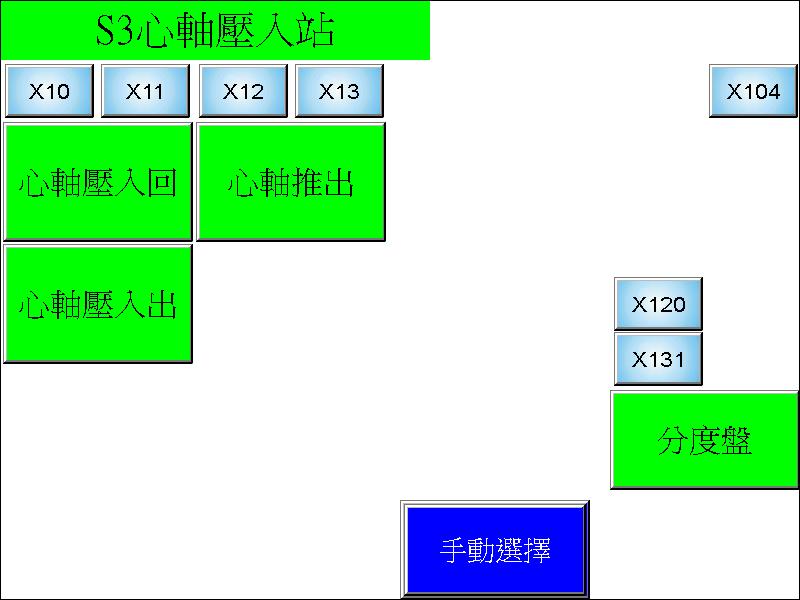 S3心軸壓入站
X10
X11
X12
X13
X104
心軸壓入回
心軸推出
心軸壓入出
X120
X131
分度盤
手動選擇